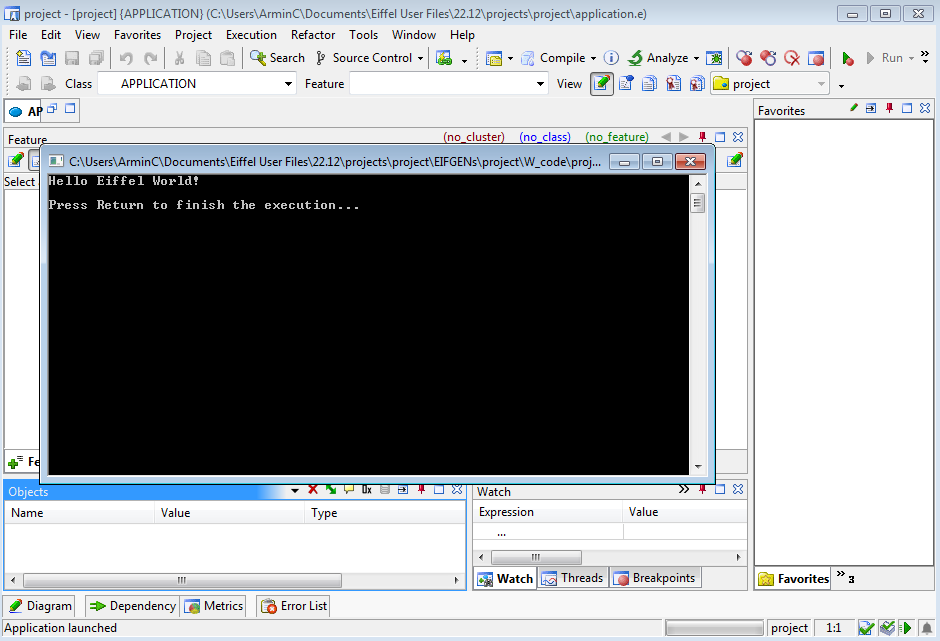 project - [project] {APPLICATION} (C:\Users\ArminC\Documents\Eiffel User Files\22.12\projects\project\application.e)
File Edit View Favorites Project Execution Refactor Tools Window Help
Search Source Control Compile Analyze Run
Class APPLICATION Feature View project
AP
Favorites
Feature (no_cluster) (no_class) (no_feature)
C:\Users\ArminC\Documents\Eiffel User Files\22.12\projects\project\EIFGENs\project\W_code\proj...
Select
Hello Eiffel World!
Press Return to finish the execution...
Fe
Objects
Watch
Name Value Type
Expression Value
...
Watch Threads Breakpoints
Favorites 3
Diagram Dependency Metrics Error List
Application launched project 1:1